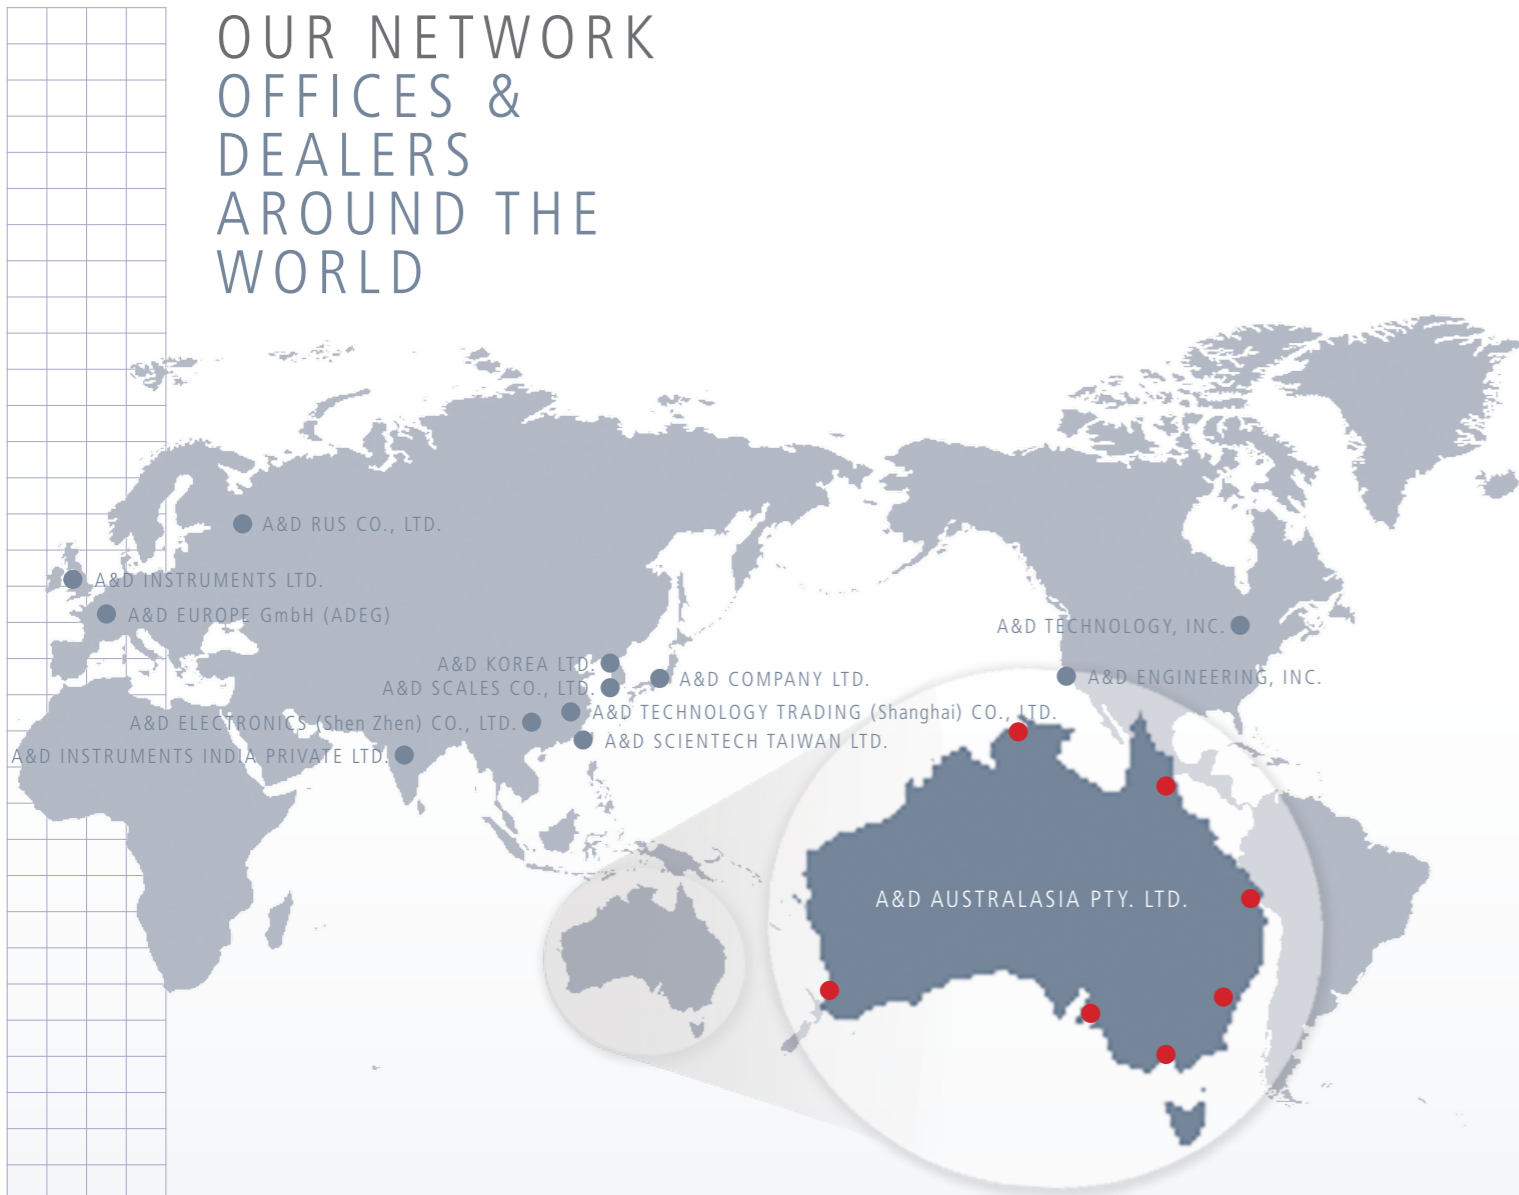 OUR NETWORK
OFFICES &
DEALERS
AROUND THE
WORLD
A&D RUS CO., LTD.
A&D INSTRUMENTS LTD.
A&D EUROPE GmbH (ADEG)
A&D TECHNOLOGY, INC.
A&D KOREA LTD.
A&D COMPANY LTD.
A&D ENGINEERING, INC.
A&D SCALES CO., LTD.
A&D TECHNOLOGY TRADING (Shanghai) CO., LTD.
A&D ELECTRONICS (Shen Zhen) CO., LTD.
A&D SCIENTECH TAIWAN LTD.
A&D INSTRUMENTS INDIA PRIVATE LTD.
A&D AUSTRALASIA PTY. LTD.